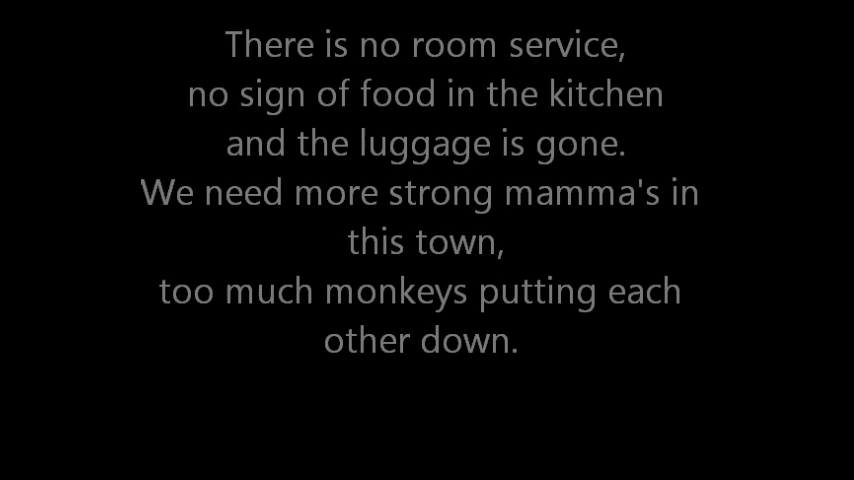 There is no room service,
no sign of food in the kitchen
and the luggage is gone.
We need more strong mamma's in
this town,
too much monkeys putting each
other down.